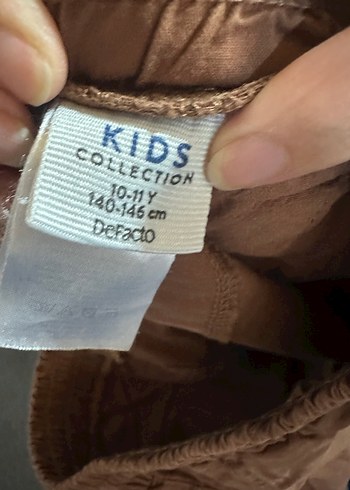 KIDS
COLLECTION
10-11 Y
140-146 cm
DeFacto